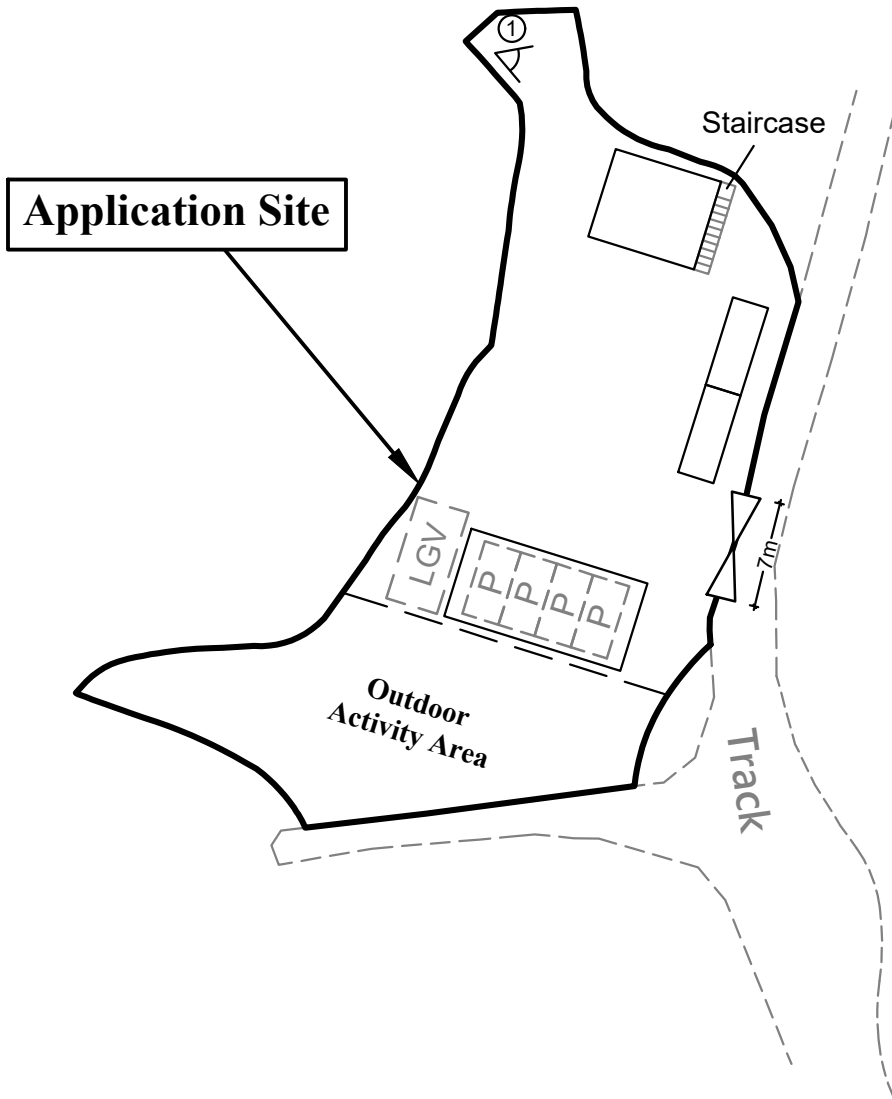 1
Staircase
Application Site
7m
LGV
P
P
P
P
Outdoor
Activity Area
Track